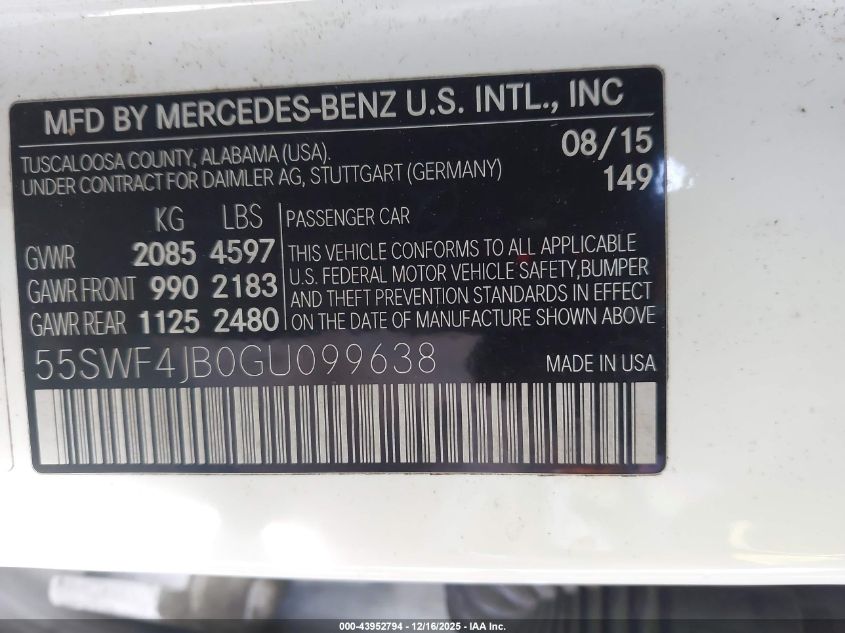 MFD BY MERCEDES-BENZ U.S. INTL., INC
TUSCALOOSA COUNTY, ALABAMA (USA). 08/15
UNDER CONTRACT FOR DAIMLER AG, STUTTGART (GERMANY) 149
KG LBS PASSENGER CAR
GVWR 2085 4597
GAWR FRONT 990 2183
GAWR REAR 1125 2480
THIS VEHICLE CONFORMS TO ALL APPLICABLE
U.S. FEDERAL MOTOR VEHICLE SAFETY,BUMPER
AND THEFT PREVENTION STANDARDS IN EFFECT
ON THE DATE OF MANUFACTURE SHOWN ABOVE
55SWF4JB0GU099638 MADE IN USA
000-43952794 - 12/16/2025 - IAA Inc.